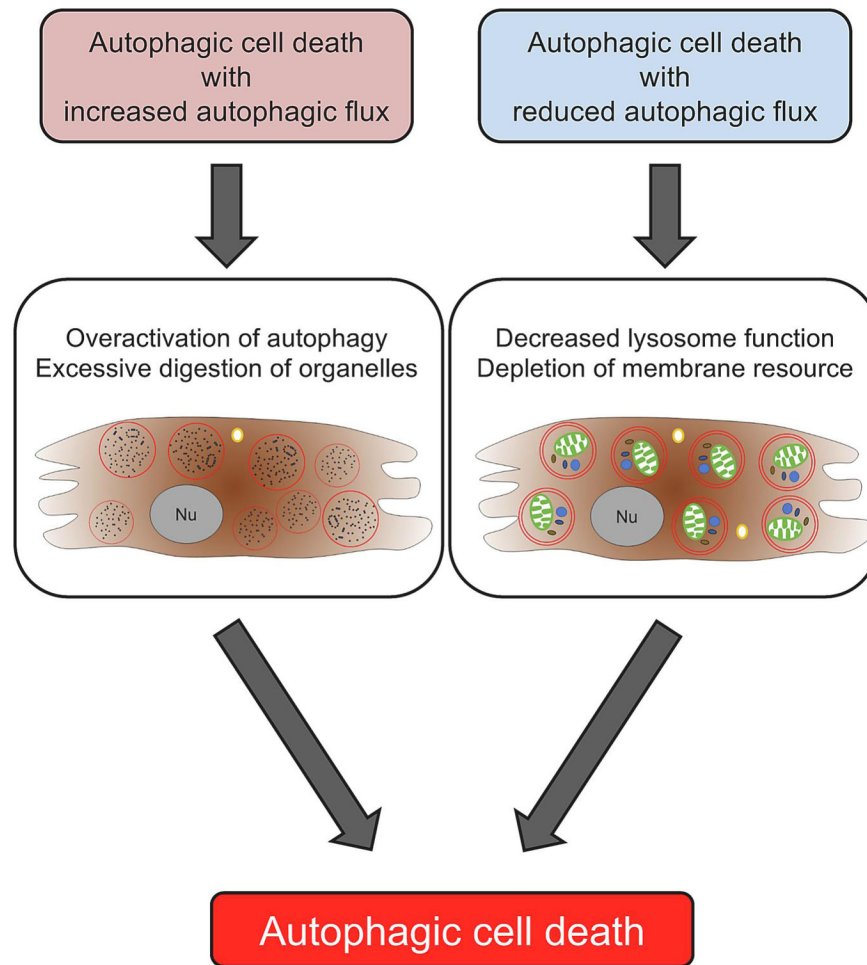 Autophagic cell death
with
increased autophagic flux
Autophagic cell death
with
reduced autophagic flux
Overactivation of autophagy
Excessive digestion of organelles
Nu
Decreased lysosome function
Depletion of membrane resource
Nu
Autophagic cell death